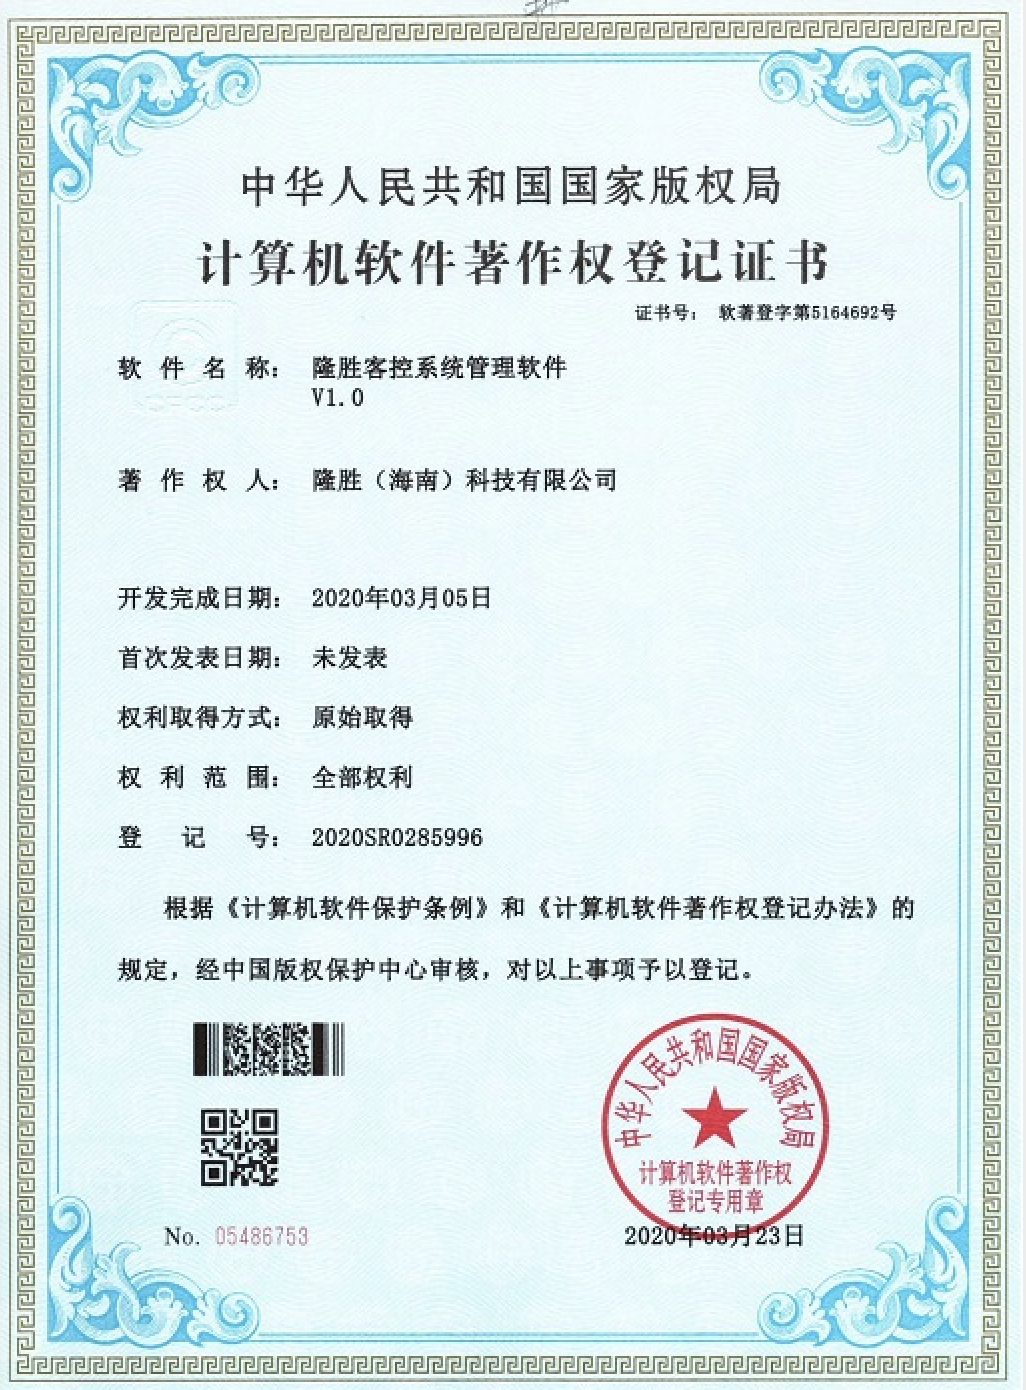 中华人民共和国国家版权局
计算机软件著作权登记证书
证书号： 软著登字第5164692号
软件名称： 隆胜客控系统管理软件
V1.0
著作权人： 隆胜（海南）科技有限公司
开发完成日期： 2020年03月05日
首次发表日期： 未发表
权利取得方式： 原始取得
权利范围： 全部权利
登记号： 2020SR0285996
根据《计算机软件保护条例》和《计算机软件著作权登记办法》的
规定，经中国版权保护中心审核，对以上事项予以登记。
中华人民共和国国家版权局
计算机软件著作权
登记专用章
No. 05486753
2020年03月23日